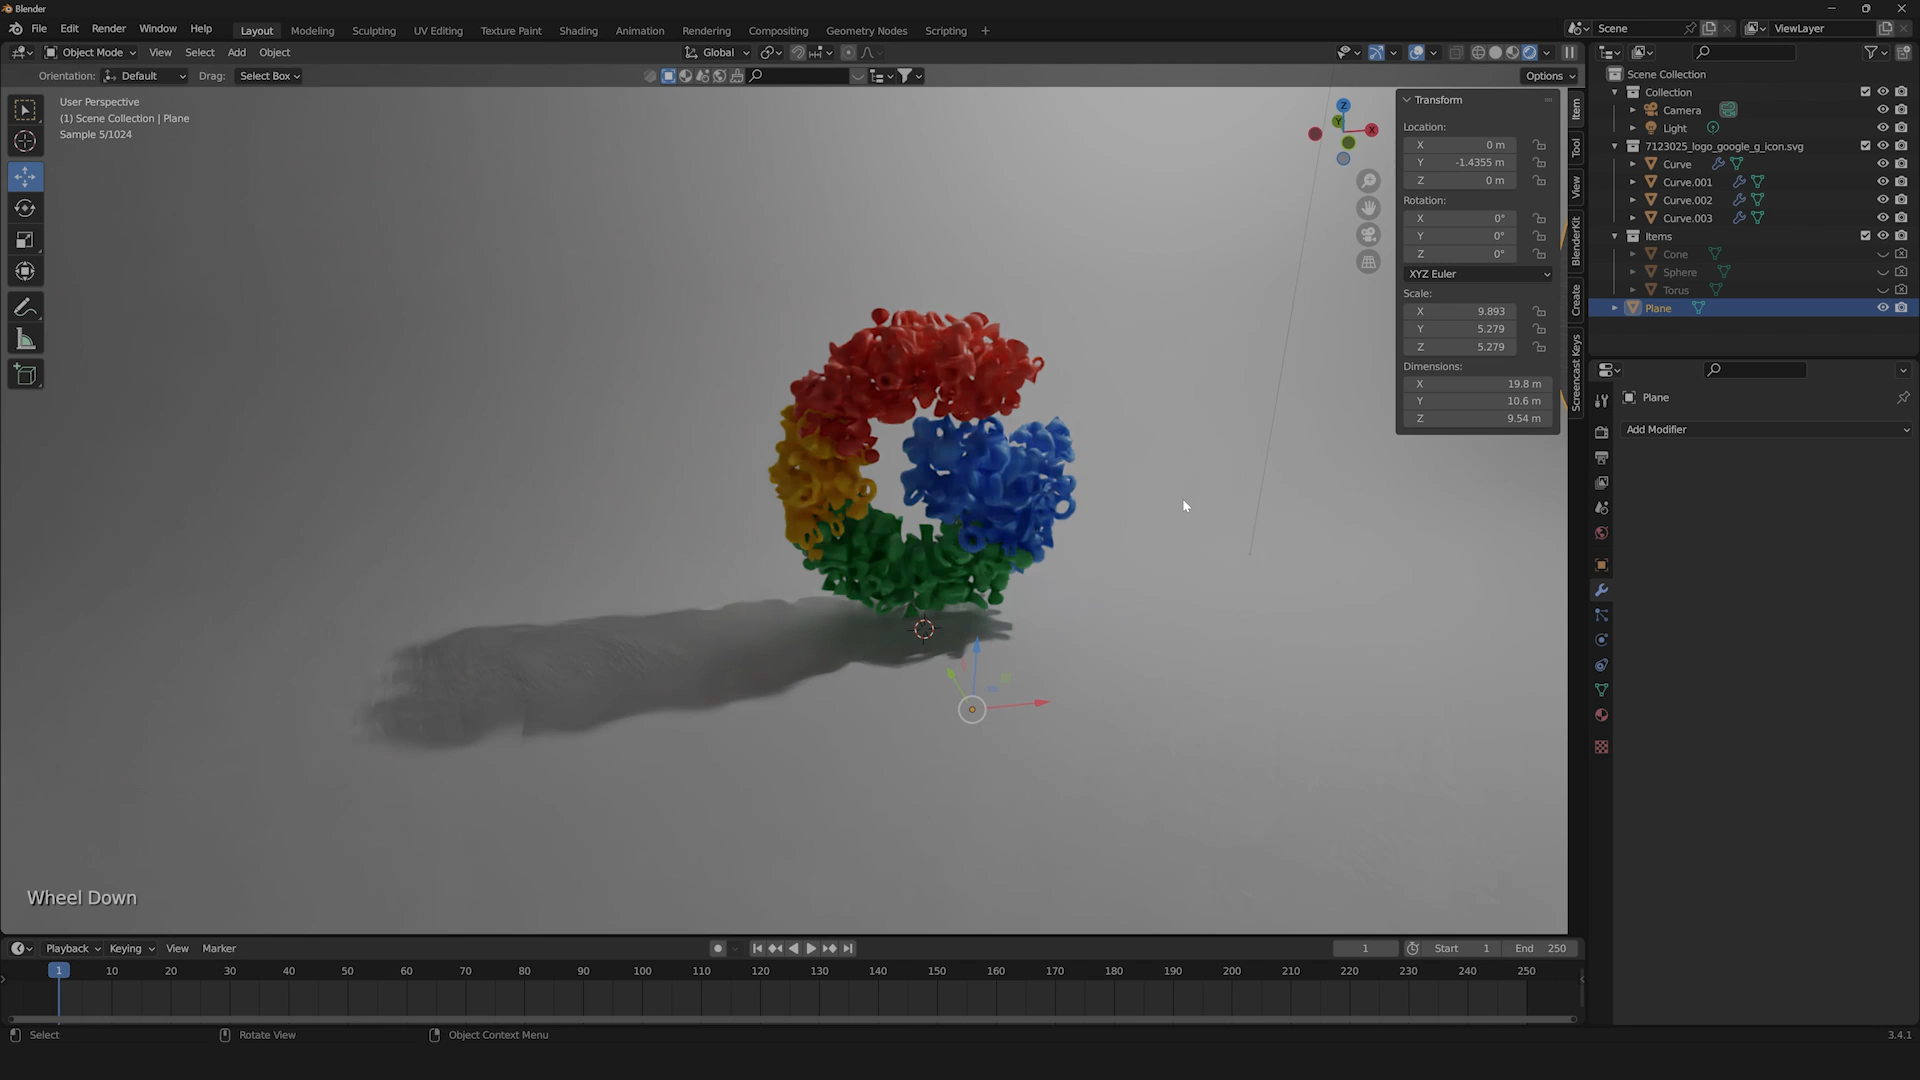 Blender
File Edit Render Window Help
Layout Modeling Sculpting UV Editing Texture Paint Shading Animation Rendering Compositing Geometry Nodes Scripting +
Scene
ViewLayer
Object Mode View Select Add Object
Global
Orientation: Default Drag: Select Box
Options
User Perspective
(1) Scene Collection | Plane
Sample 5/1024
Z
Y
X
Transform
Location:
X 0 m
Y -1.4355 m
Z 0 m
Rotation:
X 0°
Y 0°
Z 0°
XYZ Euler
Scale:
X 9.893
Y 5.279
Z 5.279
Dimensions:
X 19.8 m
Y 10.6 m
Z 9.54 m
Item
Tool
View
BlenderKit
Create
Screencast Keys
Scene Collection
Collection
Camera
Light
7123025_logo_google_g_icon.svg
Curve
Curve.001
Curve.002
Curve.003
Items
Cone
Sphere
Torus
Plane
Plane
Add Modifier
Wheel Down
Playback Keying View Marker
1
Start 1
End 250
1 10 20 30 40 50 60 70 80 90 100 110 120 130 140 150 160 170 180 190 200 210 220 230 240 250
Select
Rotate View
Object Context Menu
3.4.1